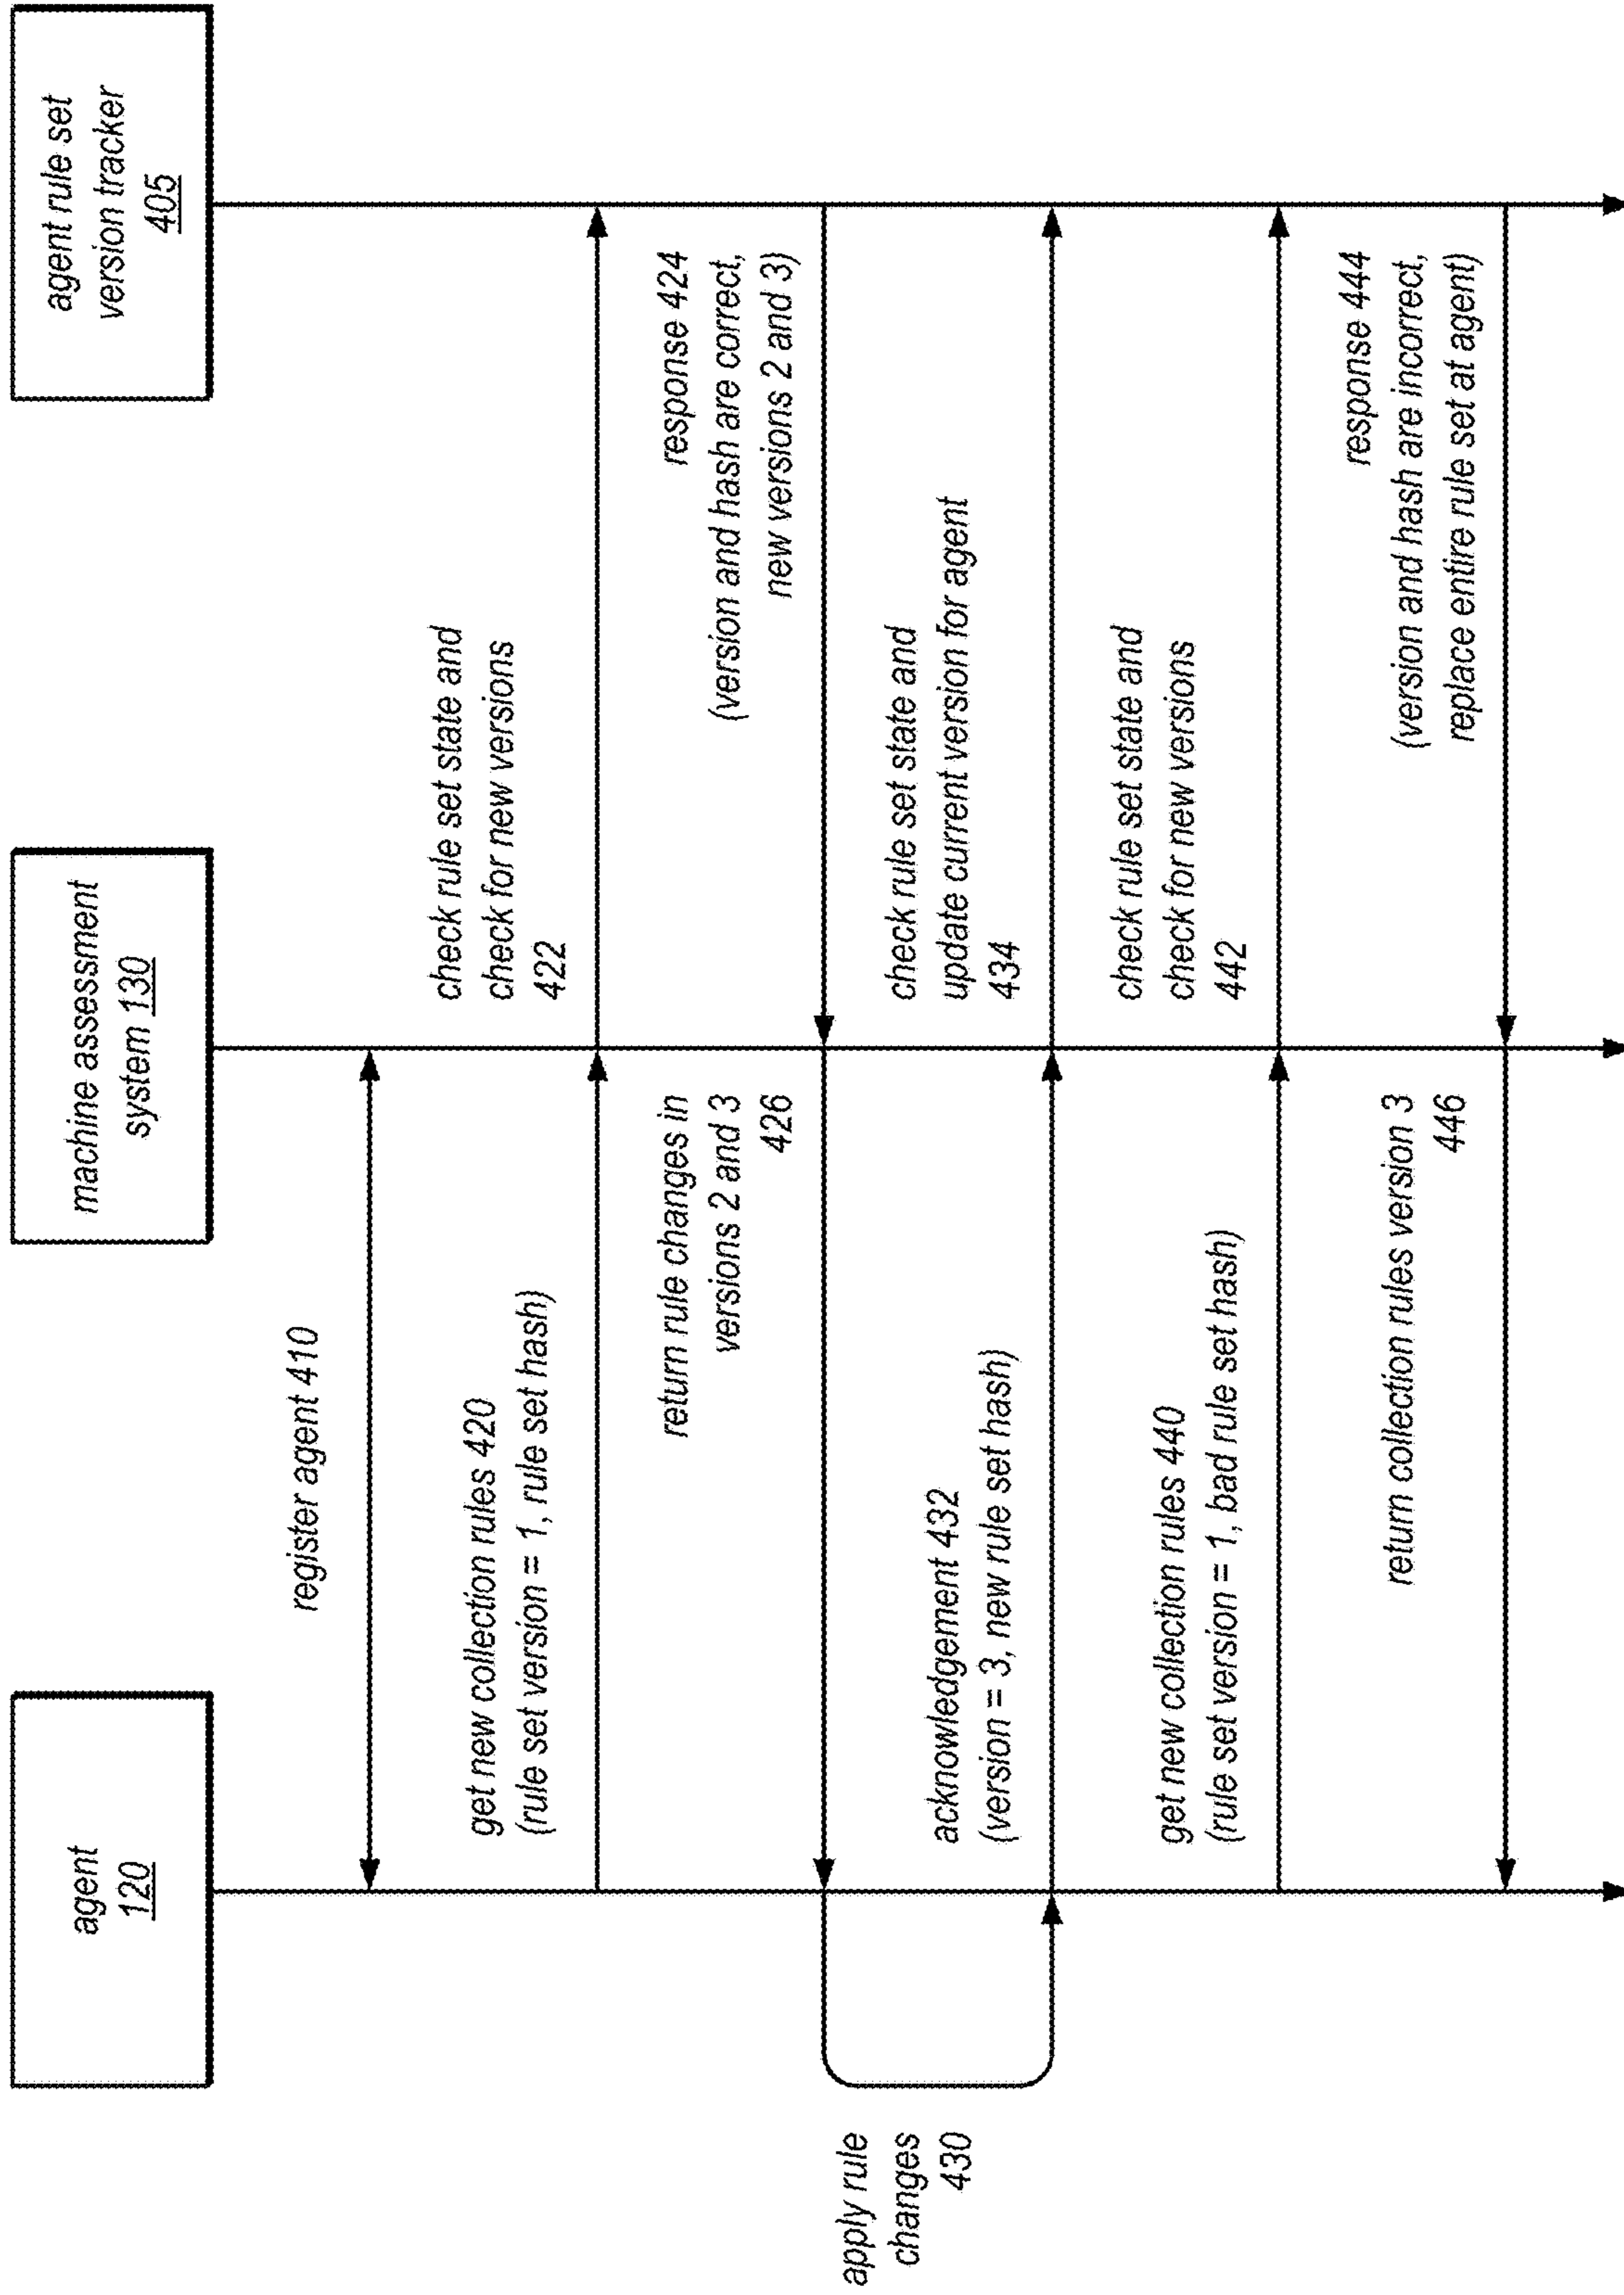 agent
120
machine assessment
system 130
agent rule set
version tracker
405
register agent 410
get new collection rules 420
(rule set version = 1, rule set hash)
check rule set state and
check for new versions
422
response 424
(version and hash are correct,
new versions 2 and 3)
return rule changes in
versions 2 and 3
426
apply rule
changes
430
acknowledgement 432
(version = 3, new rule set hash)
check rule set state and
update current version for agent
434
get new collection rules 440
(rule set version = 1, bad rule set hash)
check rule set state and
check for new versions
442
response 444
(version and hash are incorrect,
replace entire rule set at agent)
return collection rules version 3
446